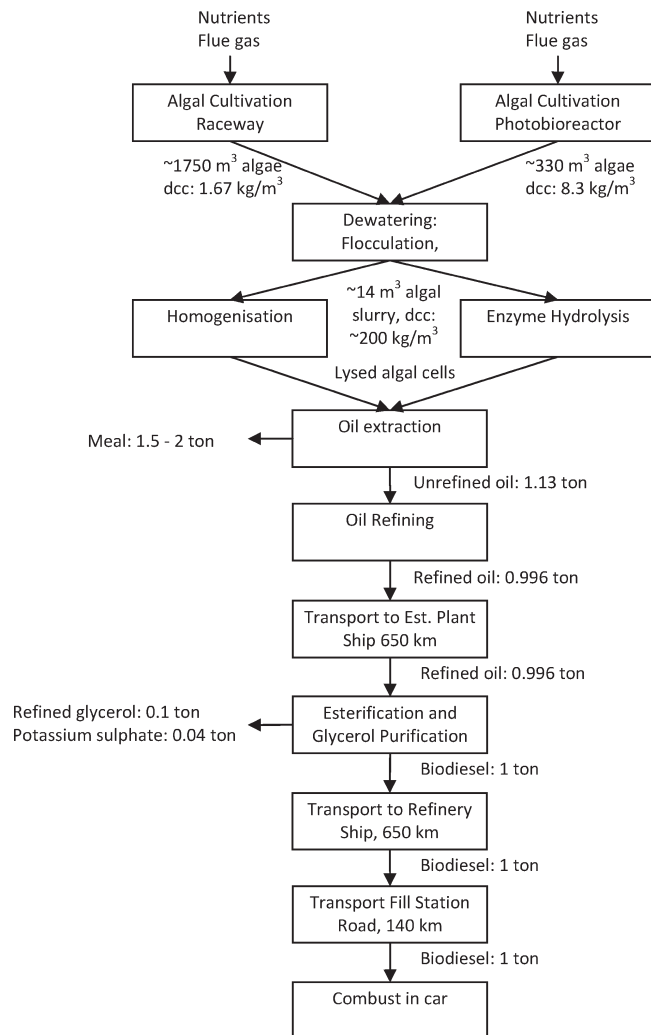 Nutrients
Flue gas
Nutrients
Flue gas
Algal Cultivation
Raceway
Algal Cultivation
Photobioreactor
~1750 m³ algae
dcc: 1.67 kg/m³
~330 m³ algae
dcc: 8.3 kg/m³
Dewatering:
Flocculation,
Homogenisation
~14 m³ algal
slurry, dcc:
~200 kg/m³
Enzyme Hydrolysis
Lysed algal cells
Oil extraction
Meal: 1.5 - 2 ton
Unrefined oil: 1.13 ton
Oil Refining
Refined oil: 0.996 ton
Transport to Est. Plant
Ship 650 km
Refined oil: 0.996 ton
Refined glycerol: 0.1 ton
Potassium sulphate: 0.04 ton
Esterification and
Glycerol Purification
Biodiesel: 1 ton
Transport to Refinery
Ship, 650 km
Biodiesel: 1 ton
Transport Fill Station
Road, 140 km
Biodiesel: 1 ton
Combust in car